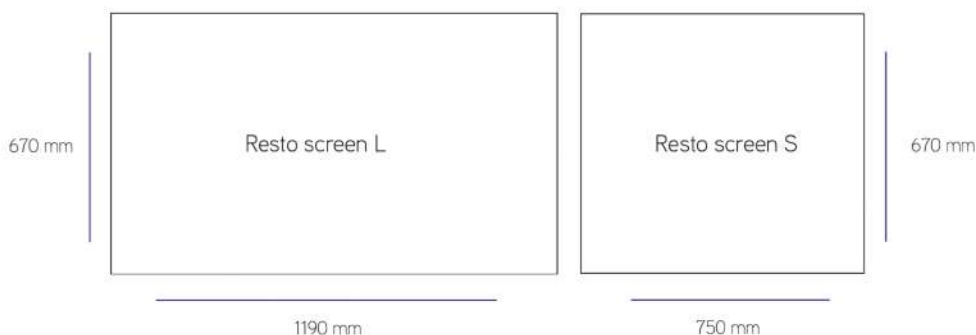 670 mm
Resto screen L
Resto screen S
670 mm
1190 mm
750 mm